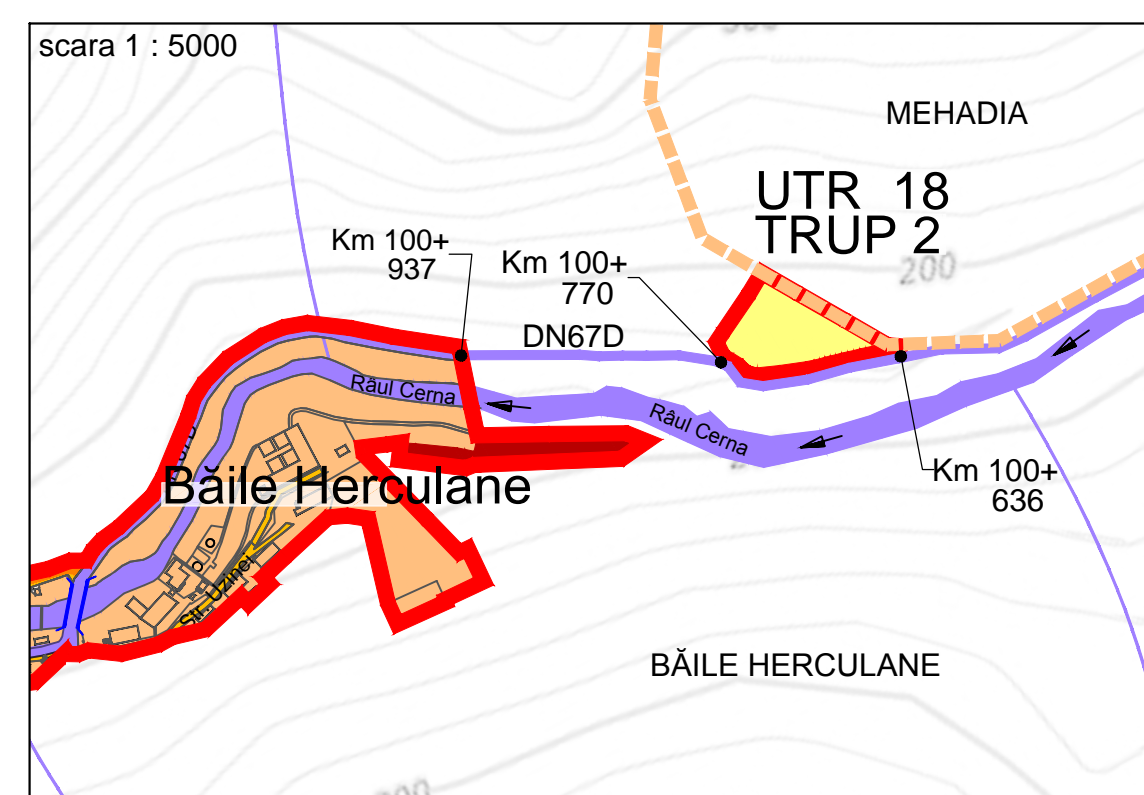 scara 1 : 5000
MEHADIA
UTR 18
TRUP 2
200
Km 100+
937
Km 100+
770
DN67D
Râul Cerna
Râul Cerna
Km 100+
636
Băile Herculane
Str. Uzinei
BĂILE HERCULANE